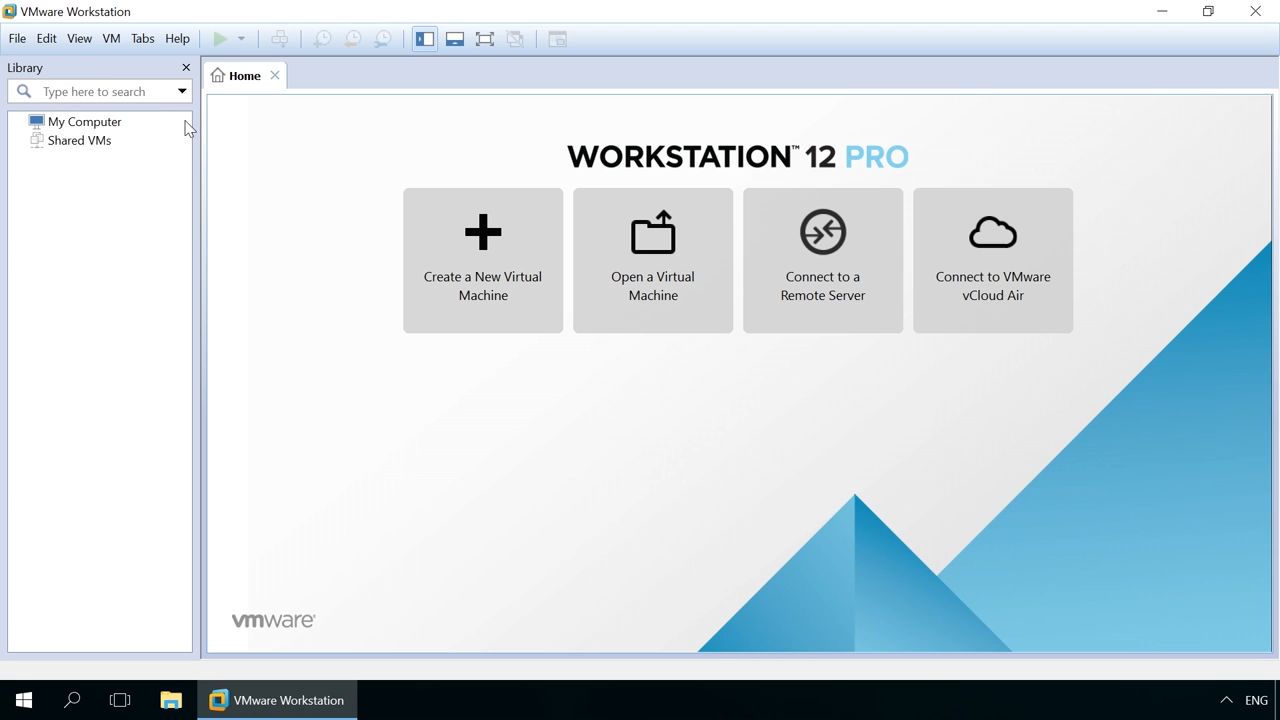 VMware Workstation
File Edit View VM Tabs Help
Library
Type here to search
My Computer
Shared VMs
Home
WORKSTATION™ 12 PRO
Create a New Virtual
Machine
Open a Virtual
Machine
Connect to a
Remote Server
Connect to VMware
vCloud Air
vmware®
VMware Workstation
ENG